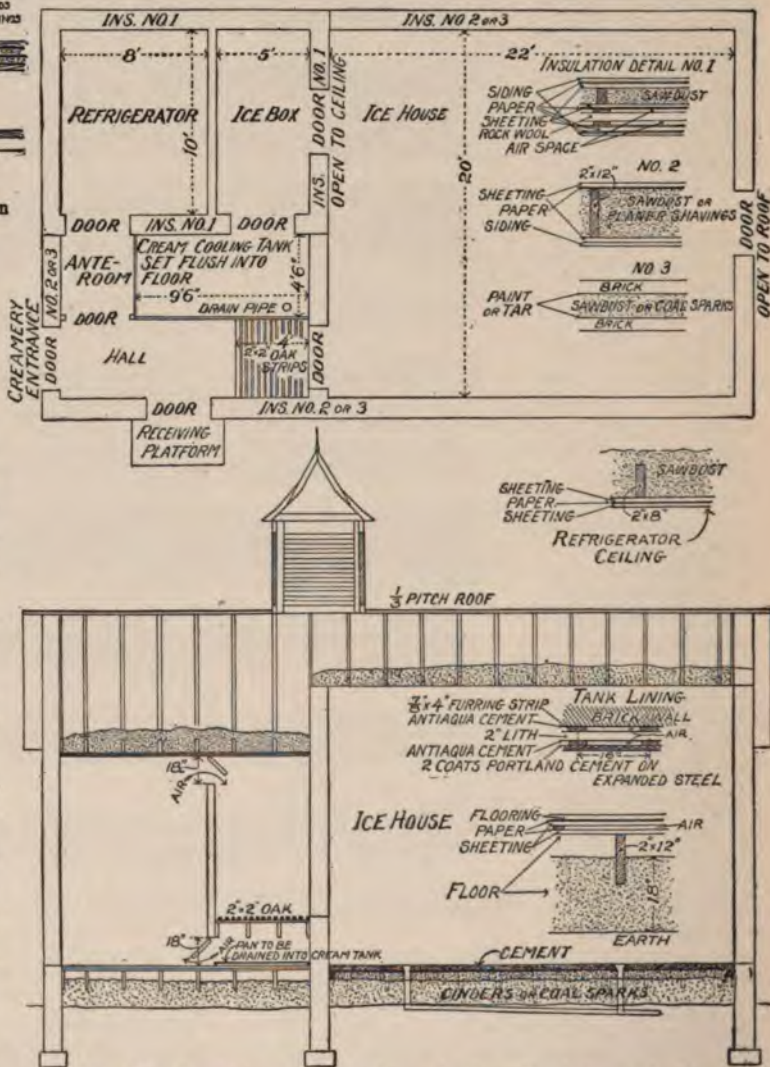 INS. NO.1
INS. NO 2 OR 3
8'
5'
22'
REFRIGERATOR
ICE BOX
ICE HOUSE
10'
INS. DOOR NO. 1
OPEN TO CEILING
20'
INSULATION DETAIL NO. 1
SIDING
PAPER
SHEETING
ROCK WOOL
SAWDUST
AIR SPACE
NO. 2
2"x12"
SHEETING
PAPER
SIDING
SAWDUST OR
PLANER SHAVINGS
DOOR
OPEN TO ROOF
NO 3
BRICK
PAINT
OR TAR
SAWDUST OR COAL SPARKS
BRICK
DOOR
INS. NO.1
DOOR
ANTE-
ROOM
CREAM COOLING TANK
SET FLUSH INTO
FLOOR
9'6"
4'6"
DRAIN PIPE
NO. 2 OR 3
DOOR
CREAMERY
ENTRANCE
DOOR
HALL
4'
2"x2" OAK
STRIPS
DOOR
DOOR
INS. NO. 2 OR 3
RECEIVING
PLATFORM
SAWDUST
SHEETING
PAPER
SHEETING
2"x8"
REFRIGERATOR
CEILING
1/3 PITCH ROOF
TANK LINING
7/8"x4" FURRING STRIP
ANTIAQUA CEMENT
BRICK WALL
2" LITH
AIR
ANTIAQUA CEMENT
18"
2 COATS PORTLAND CEMENT ON
EXPANDED STEEL
18"
AIR
ICE HOUSE
FLOORING
PAPER
SHEETING
AIR
2"x12"
FLOOR
18"
EARTH
2"x2" OAK
18"
AIR
PAN TO BE
DRAINED INTO CREAM TANK
CEMENT
CINDERS OR COAL SPARKS